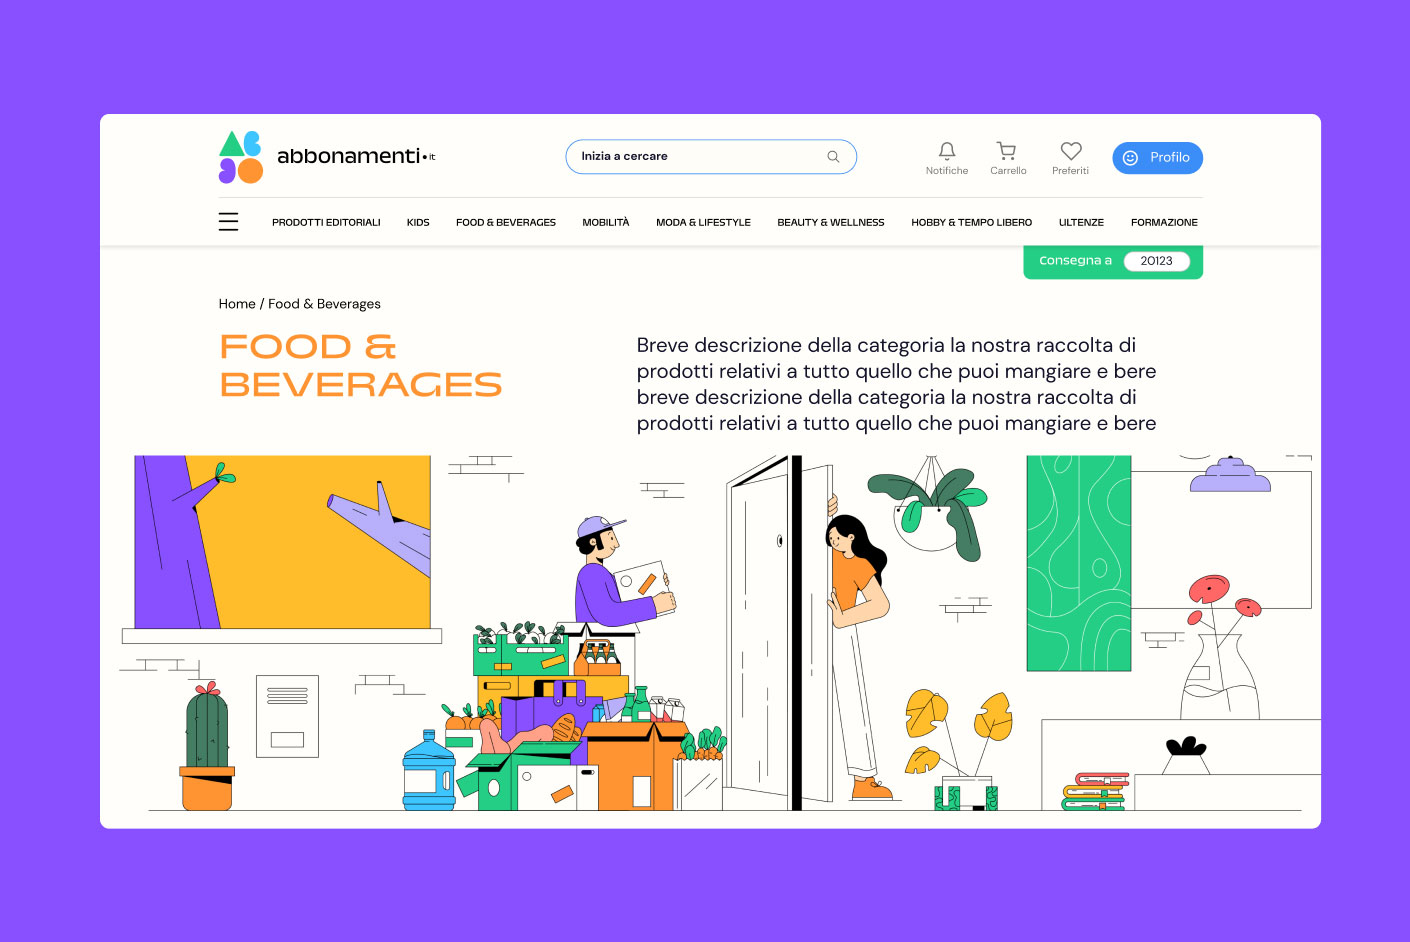 abbonamenti•it
Inizia a cercare
Notifiche
Carrello
Preferiti
Profilo
PRODOTTI EDITORIALI
KIDS
FOOD & BEVERAGES
MOBILITÀ
MODA & LIFESTYLE
BEAUTY & WELLNESS
HOBBY & TEMPO LIBERO
ULTENZE
FORMAZIONE
Consegna a 20123
Home / Food & Beverages
FOOD &
BEVERAGES
Breve descrizione della categoria la nostra raccolta di
prodotti relativi a tutto quello che puoi mangiare e bere
breve descrizione della categoria la nostra raccolta di
prodotti relativi a tutto quello che puoi mangiare e bere